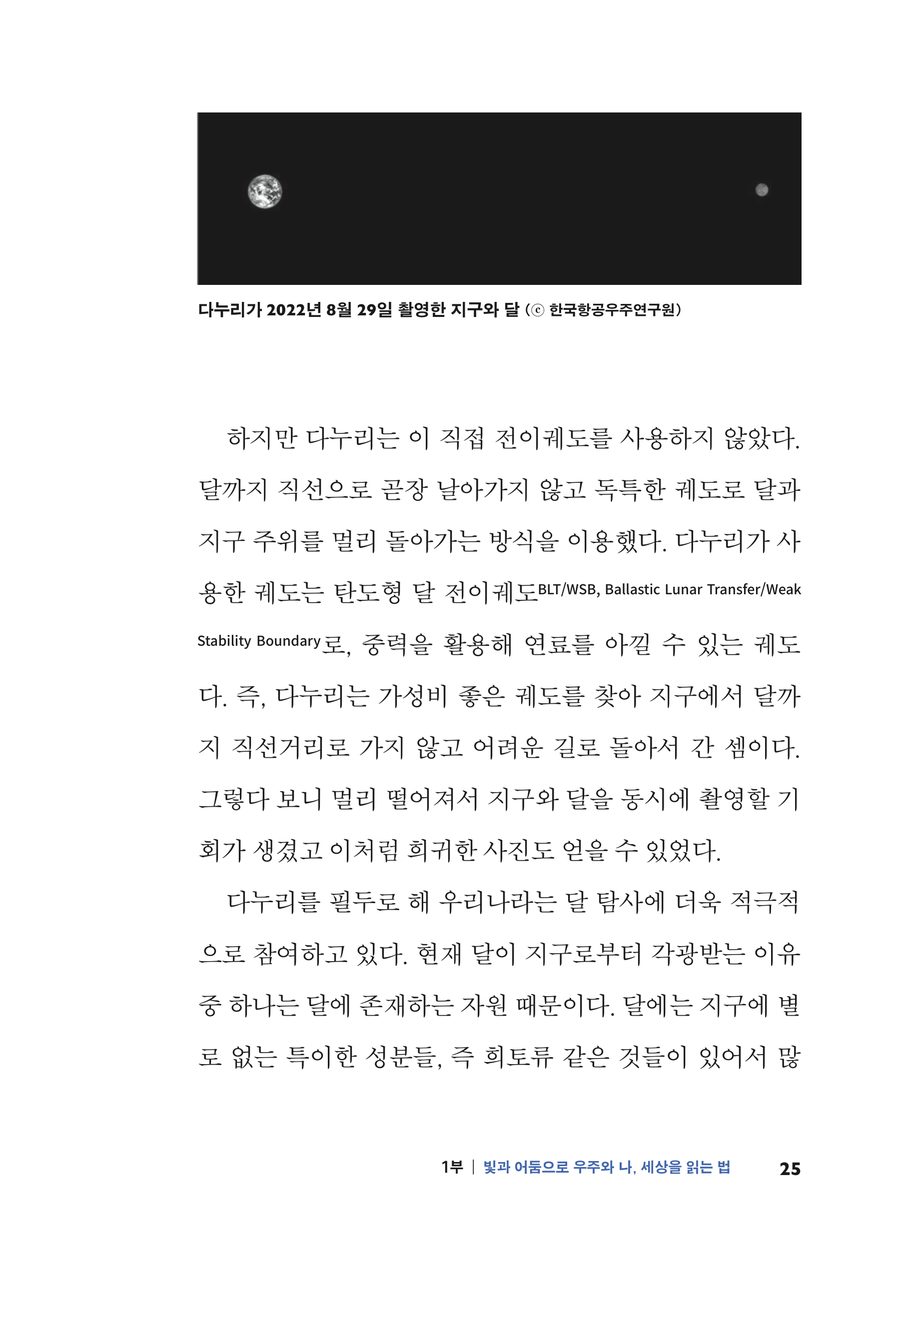 다누리가 2022년 8월 29일 촬영한 지구와 달 (ⓒ 한국항공우주연구원)
하지만 다누리는 이 직접 전이궤도를 사용하지 않았다.
달까지 직선으로 곧장 날아가지 않고 독특한 궤도로 달과
지구 주위를 멀리 돌아가는 방식을 이용했다. 다누리가 사
용한 궤도는 탄도형 달 전이궤도BLT/WSB, Ballastic Lunar Transfer/Weak
Stability Boundary로, 중력을 활용해 연료를 아낄 수 있는 궤도
다. 즉, 다누리는 가성비 좋은 궤도를 찾아 지구에서 달까
지 직선거리로 가지 않고 어려운 길로 돌아서 간 셈이다.
그렇다 보니 멀리 떨어져서 지구와 달을 동시에 촬영할 기
회가 생겼고 이처럼 희귀한 사진도 얻을 수 있었다.
다누리를 필두로 해 우리나라는 달 탐사에 더욱 적극적
으로 참여하고 있다. 현재 달이 지구로부터 각광받는 이유
중 하나는 달에 존재하는 자원 때문이다. 달에는 지구에 별
로 없는 특이한 성분들, 즉 희토류 같은 것들이 있어서 많
1부 | 빛과 어둠으로 우주와 나, 세상을 읽는 법 25